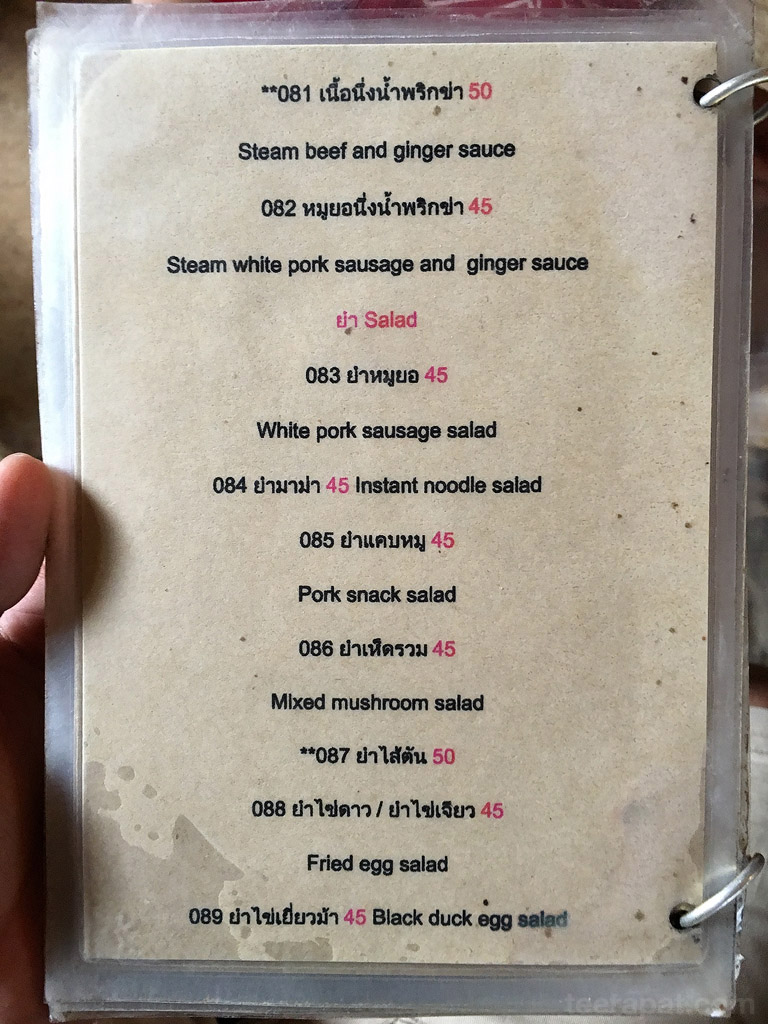 **081 เนื้อนึ่งน้ำพริกข่า 50
Steam beef and ginger sauce
082 หมูยอนึ่งน้ำพริกข่า 45
Steam white pork sausage and ginger sauce
ยำ Salad
083 ยำหมูยอ 45
White pork sausage salad
084 ยำมาม่า 45 Instant noodle salad
085 ยำแคบหมู 45
Pork snack salad
086 ยำเห็ดรวม 45
Mixed mushroom salad
**087 ยำไส้ตัน 50
088 ยำไข่ดาว / ยำไข่เจียว 45
Fried egg salad
089 ยำไข่เยี่ยวม้า 45 Black duck egg salad
teerapat.com